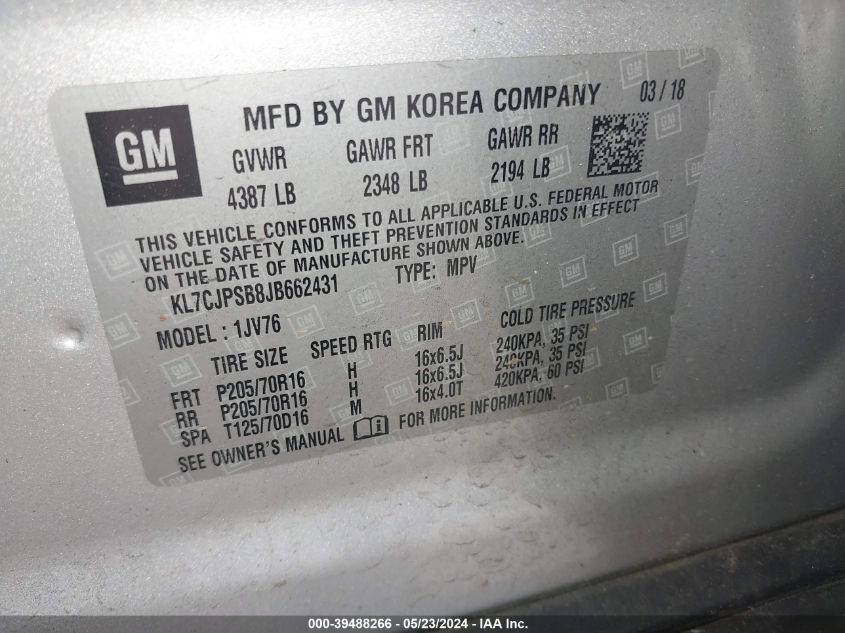 GM MFD BY GM KOREA COMPANY 03 / 18
GVWR GAWR FRT GAWR RR
4387 LB 2348 LB 2194 LB
THIS VEHICLE CONFORMS TO ALL APPLICABLE U.S. FEDERAL MOTOR
VEHICLE SAFETY AND THEFT PREVENTION STANDARDS IN EFFECT
ON THE DATE OF MANUFACTURE SHOWN ABOVE.
KL7CJPSB8JB662431 TYPE: MPV
MODEL : 1JV76
TIRE SIZE SPEED RTG RIM COLD TIRE PRESSURE
FRT P205/70R16 H 16x6.5J 240KPA, 35 PSI
RR P205/70R16 H 16x6.5J 240KPA, 35 PSI
SPA T125/70D16 M 16x4.0T 420KPA, 60 PSI
SEE OWNER'S MANUAL FOR MORE INFORMATION.
000-39488266 - 05/23/2024 - IAA Inc.